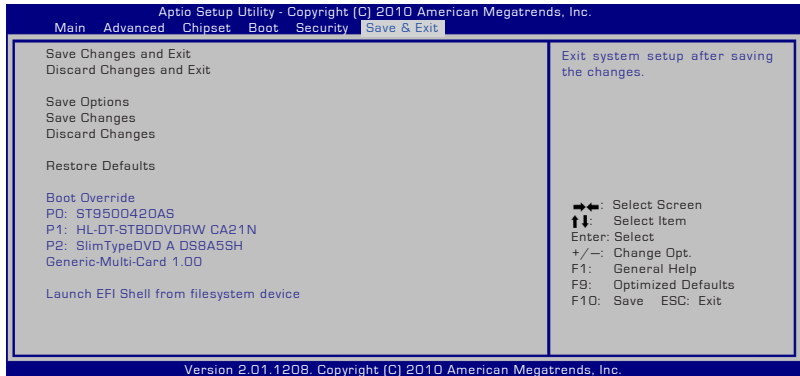 Aptio Setup Utility - Copyright (C) 2010 American Megatrends, Inc.
Main Advanced Chipset Boot Security Save & Exit
Save Changes and Exit
Discard Changes and Exit
Save Options
Save Changes
Discard Changes
Restore Defaults
Boot Override
P0: ST9500420AS
P1: HL-DT-STBDDVDRW CA21N
P2: SlimTypeDVD A DS8A5SH
Generic-Multi-Card 1.00
Launch EFI Shell from filesystem device
Exit system setup after saving
the changes.
→←: Select Screen
↑↓: Select Item
Enter: Select
+/—: Change Opt.
F1: General Help
F9: Optimized Defaults
F10: Save ESC: Exit
Version 2.01.1208. Copyright (C) 2010 American Megatrends, Inc.